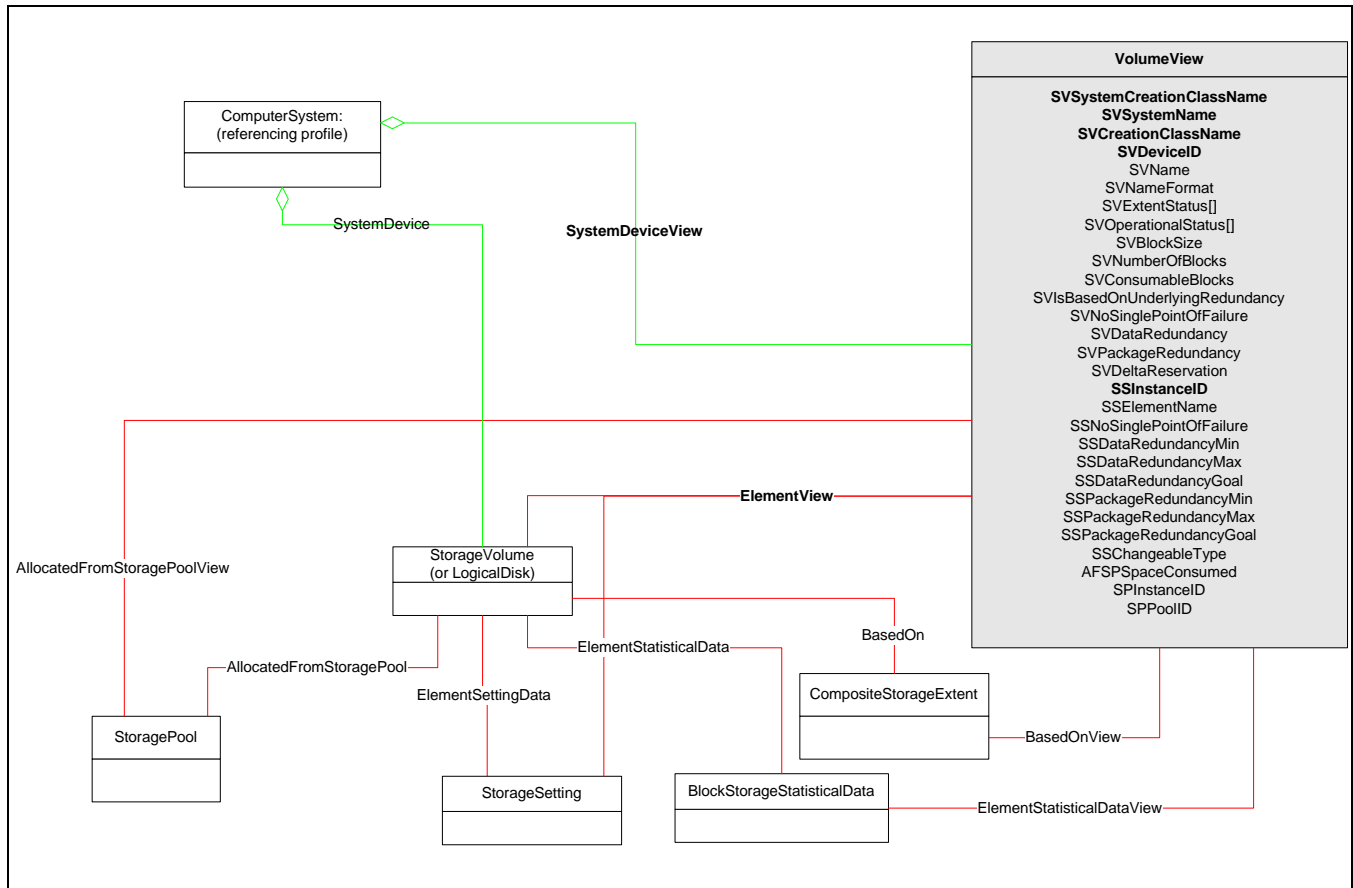 VolumeView
SVSystemCreationClassName
SVSystemName
SVCreationClassName
SVDeviceID
SVName
SVNameFormat
SVExtentStatus[]
SVOperationalStatus[]
SVBlockSize
SVNumberOfBlocks
SVConsumableBlocks
SVIsBasedOnUnderlyingRedundancy
SVNoSinglePointOfFailure
SVDataRedundancy
SVPackageRedundancy
SVDeltaReservation
SSInstanceID
SSElementName
SSNoSinglePointOfFailure
SSDataRedundancyMin
SSDataRedundancyMax
SSDataRedundancyGoal
SSPackageRedundancyMin
SSPackageRedundancyMax
SSPackageRedundancyGoal
SSChangeableType
AFSPSpaceConsumed
SPInstanceID
SPPoolID
ComputerSystem:
(referencing profile)
SystemDevice
SystemDeviceView
ElementView
StorageVolume
(or LogicalDisk)
AllocatedFromStoragePoolView
BasedOn
ElementStatisticalData
AllocatedFromStoragePool
ElementSettingData
CompositeStorageExtent
StoragePool
BasedOnView
StorageSetting
BlockStorageStatisticalData
ElementStatisticalDataView